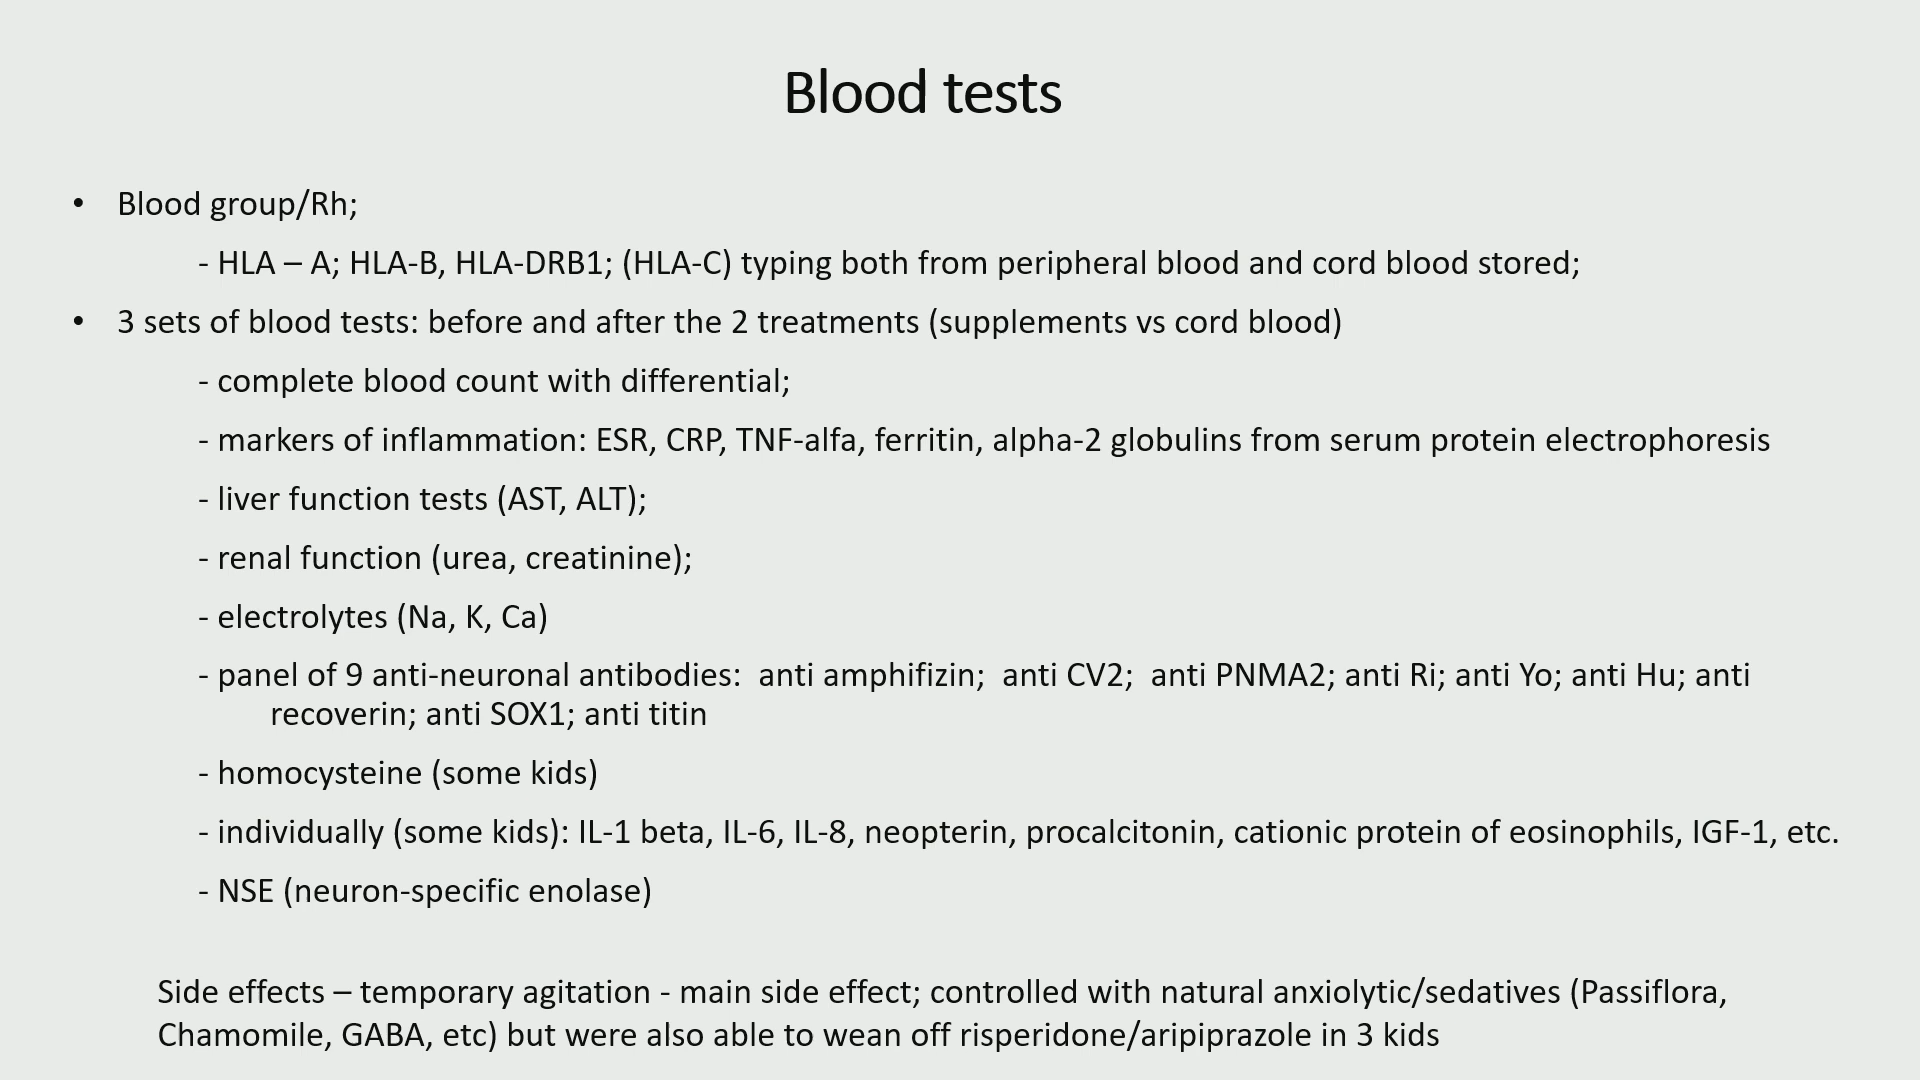 Blood tests
• Blood group/Rh;
- HLA – A; HLA-B, HLA-DRB1; (HLA-C) typing both from peripheral blood and cord blood stored;
• 3 sets of blood tests: before and after the 2 treatments (supplements vs cord blood)
- complete blood count with differential;
- markers of inflammation: ESR, CRP, TNF-alfa, ferritin, alpha-2 globulins from serum protein electrophoresis
- liver function tests (AST, ALT);
- renal function (urea, creatinine);
- electrolytes (Na, K, Ca)
- panel of 9 anti-neuronal antibodies:  anti amphifizin;  anti CV2;  anti PNMA2; anti Ri; anti Yo; anti Hu; anti
recoverin; anti SOX1; anti titin
- homocysteine (some kids)
- individually (some kids): IL-1 beta, IL-6, IL-8, neopterin, procalcitonin, cationic protein of eosinophils, IGF-1, etc.
- NSE (neuron-specific enolase)
Side effects – temporary agitation - main side effect; controlled with natural anxiolytic/sedatives (Passiflora,
Chamomile, GABA, etc) but were also able to wean off risperidone/aripiprazole in 3 kids